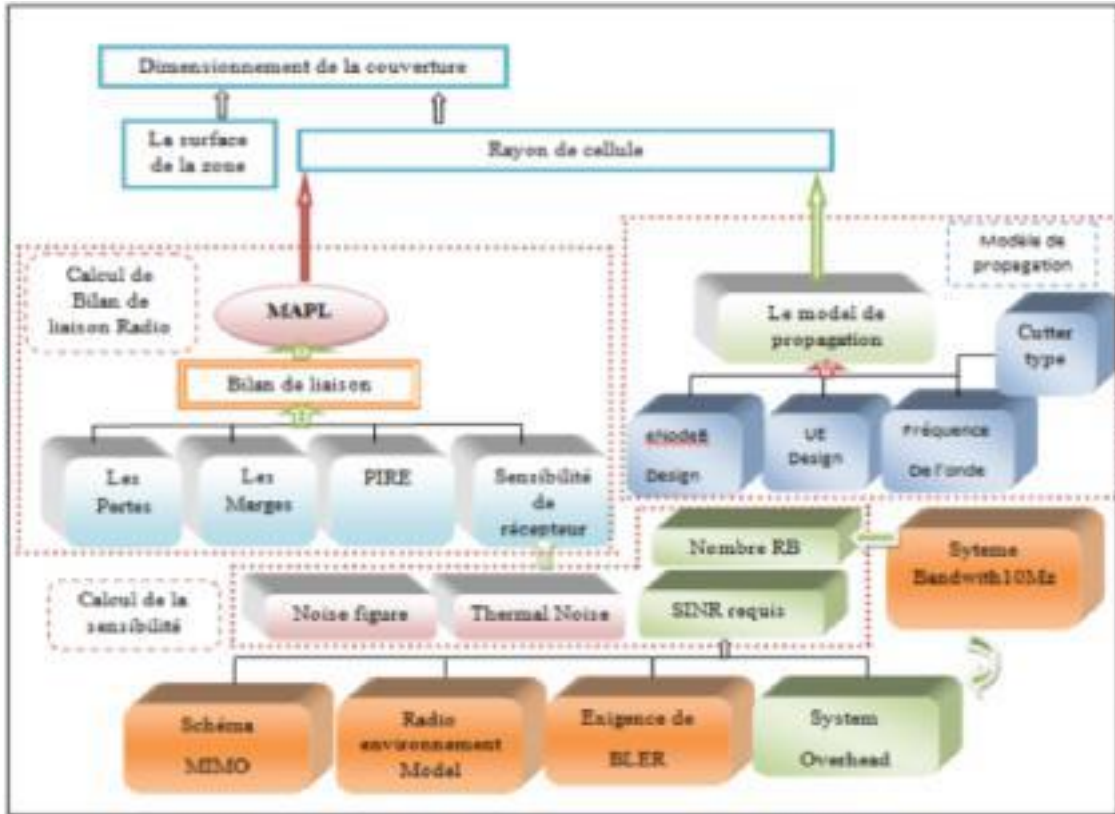 Dimensionnement de la couverture
La surface
de la zone
Rayon de cellule
Calcul de
Bilan de
liaison Radio
MAPL
Bilan de liaison
Les
Pertes
Les
Marges
PIRE
Sensibilité
de
récepteur
Modèle de
propagation
Le model de
propagation
Cutter
type
eNodeB
Design
UE
Design
Fréquence
De l'onde
Calcul de la
sensibilité
Noise figure
Thermal Noise
Nombre RB
SINR requis
Syteme
Bandwith10Mz
Schéma
MIMO
Radio
environnement
Model
Exigence de
BLER
System
Overhead